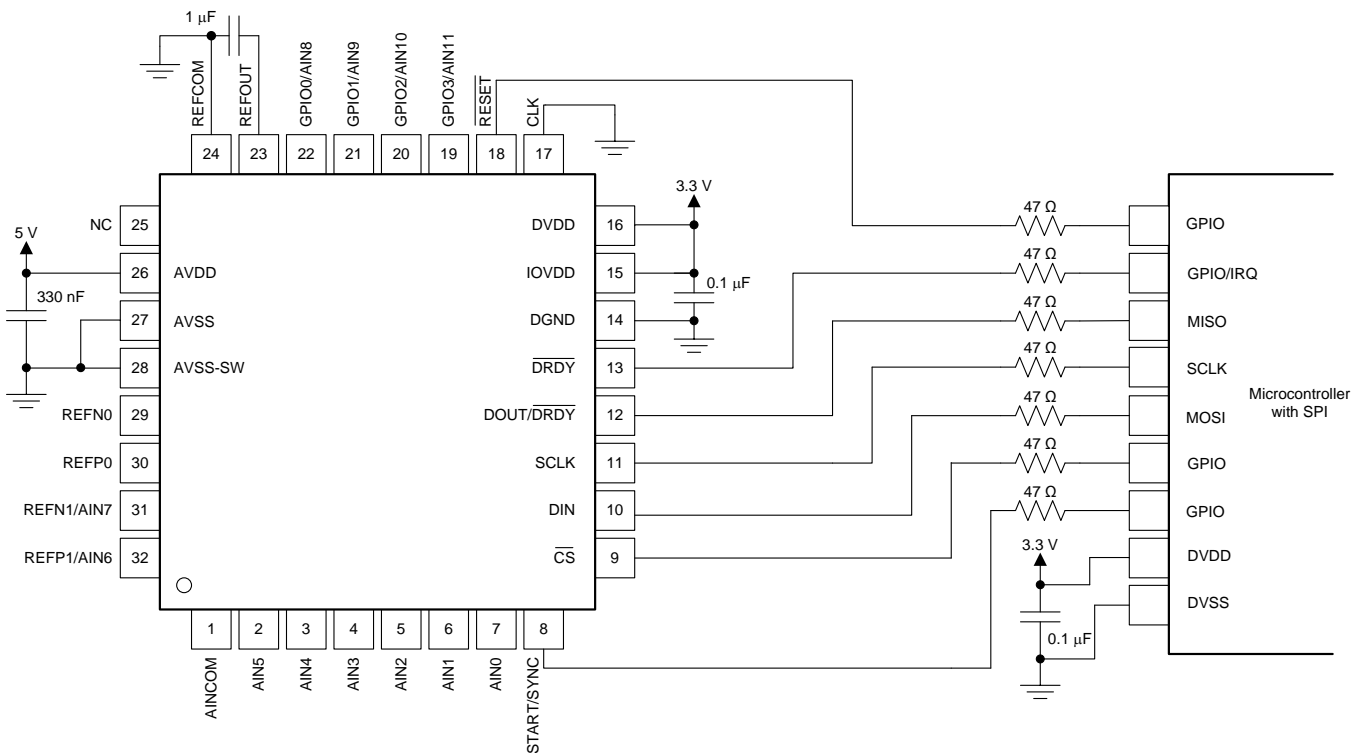 1 μF
REFCOM
REFOUT
GPIO0/AIN8
GPIO1/AIN9
GPIO2/AIN10
GPIO3/AIN11
RESET
CLK
24
23
22
21
20
19
18
17
NC
25
5 V
26
AVDD
330 nF
27
AVSS
28
AVSS-SW
REFN0
29
REFP0
30
REFN1/AIN7
31
REFP1/AIN6
32
DVDD
16
3.3 V
IOVDD
15
0.1 μF
DGND
14
DRDY
13
DOUT/DRDY
12
SCLK
11
DIN
10
CS
9
1
2
3
4
5
6
7
8
AINCOM
AIN5
AIN4
AIN3
AIN2
AIN1
AIN0
START/SYNC
47 Ω
GPIO
47 Ω
GPIO/IRQ
47 Ω
MISO
47 Ω
SCLK
47 Ω
MOSI
47 Ω
GPIO
47 Ω
GPIO
3.3 V
DVDD
DVSS
0.1 μF
Microcontroller
with SPI